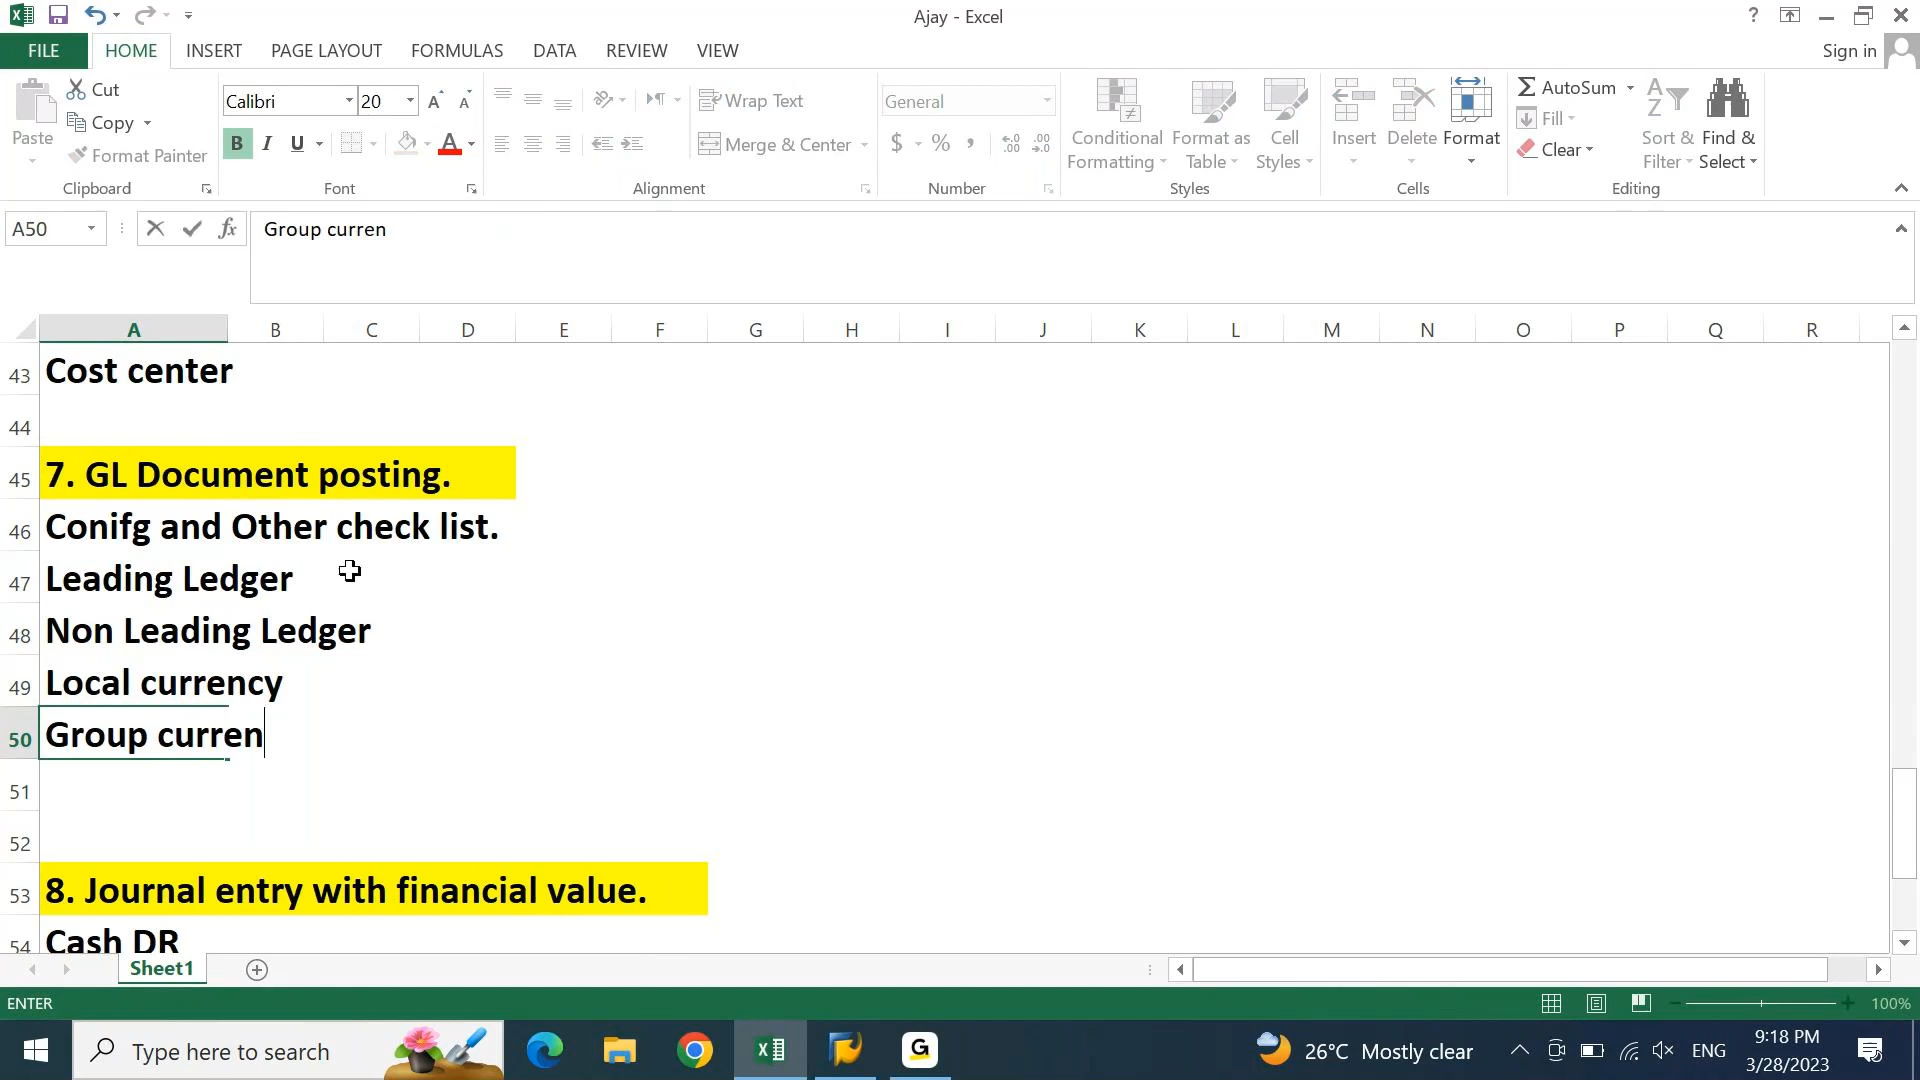 Ajay - Excel
?
FILE
HOME
INSERT
PAGE LAYOUT
FORMULAS
DATA
REVIEW
VIEW
Sign in
Paste
Cut
Copy
Format Painter
Clipboard
Calibri
20
A
A
B
I
U
A
Font
Wrap Text
Merge & Center
Alignment
General
$
%
,
Number
Conditional Formatting
Format as Table
Cell Styles
Styles
Insert
Delete
Format
Cells
AutoSum
Fill
Clear
Sort & Filter
Find & Select
Editing
A50
fx
Group curren
A B C D E F G H I J K L M N O P Q R
43 Cost center
44
45 7. GL Document posting.
46 Conifg and Other check list.
47 Leading Ledger
48 Non Leading Ledger
49 Local currency
50 Group curren
51
52
53 8. Journal entry with financial value.
54 Cash DR
Sheet1
ENTER
100%
Type here to search
26°C Mostly clear
ENG
9:18 PM
3/28/2023